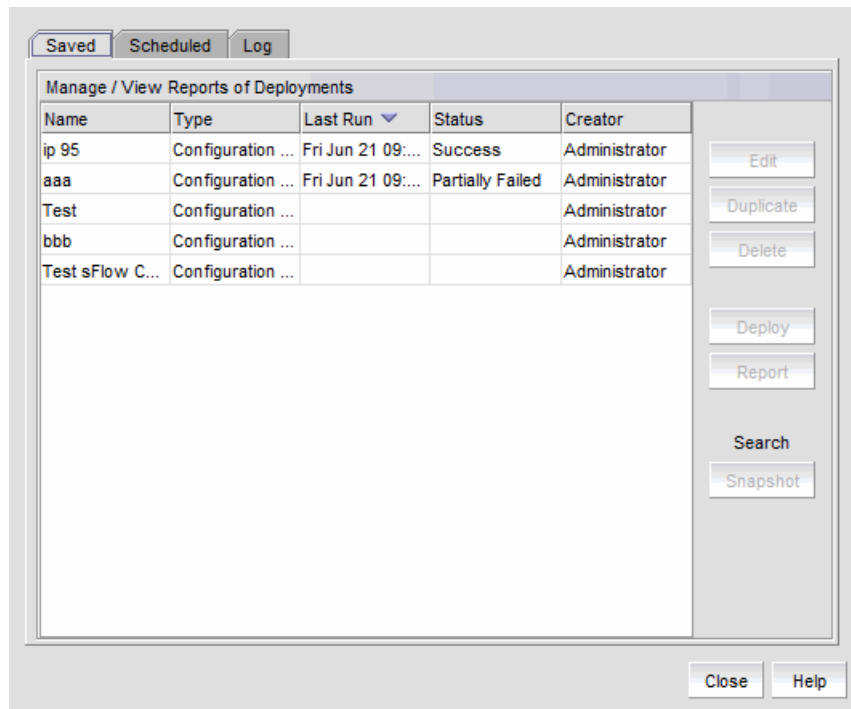 Saved Scheduled Log
Manage / View Reports of Deployments
Name Type Last Run Status Creator
ip 95 Configuration ... Fri Jun 21 09:... Success Administrator
aaa Configuration ... Fri Jun 21 09:... Partially Failed Administrator
Test Configuration ... Administrator
bbb Configuration ... Administrator
Test sFlow C... Configuration ... Administrator
Edit
Duplicate
Delete
Deploy
Report
Search
Snapshot
Close Help